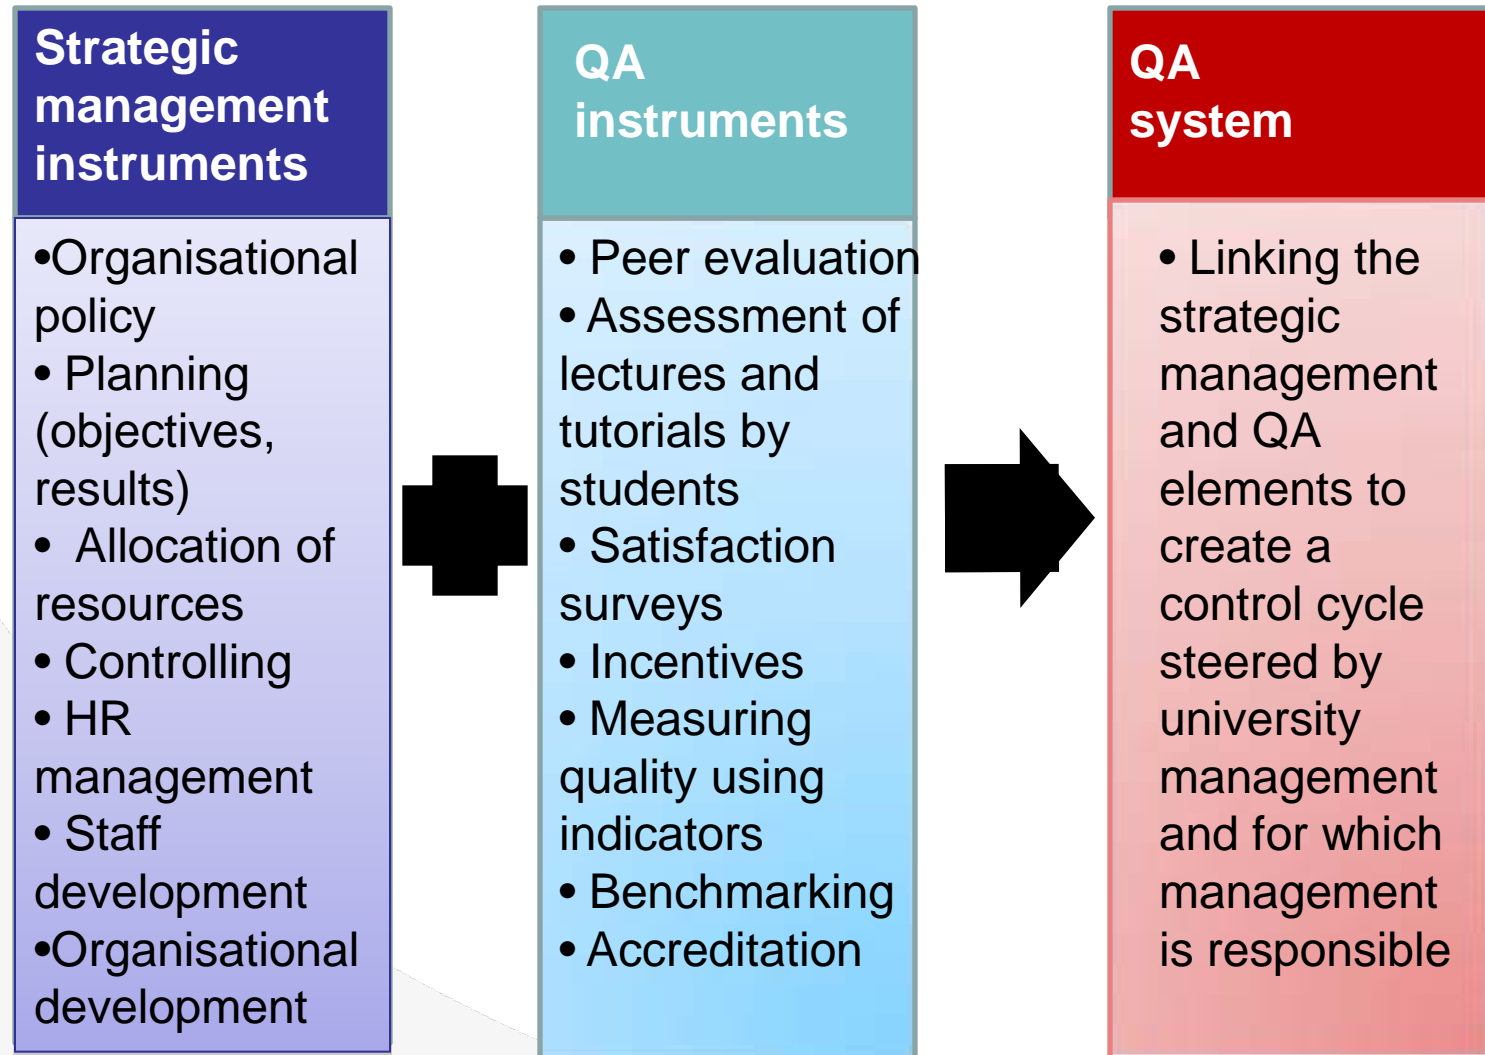 Strategic
management
instruments
•Organisational
policy
• Planning
(objectives,
results)
• Allocation of
resources
• Controlling
• HR
management
• Staff
development
•Organisational
development
QA
instruments
• Peer evaluation
• Assessment of
lectures and
tutorials by
students
• Satisfaction
surveys
• Incentives
• Measuring
quality using
indicators
• Benchmarking
• Accreditation
QA
system
• Linking the
strategic
management
and QA
elements to
create a
control cycle
steered by
university
management
and for which
management
is responsible